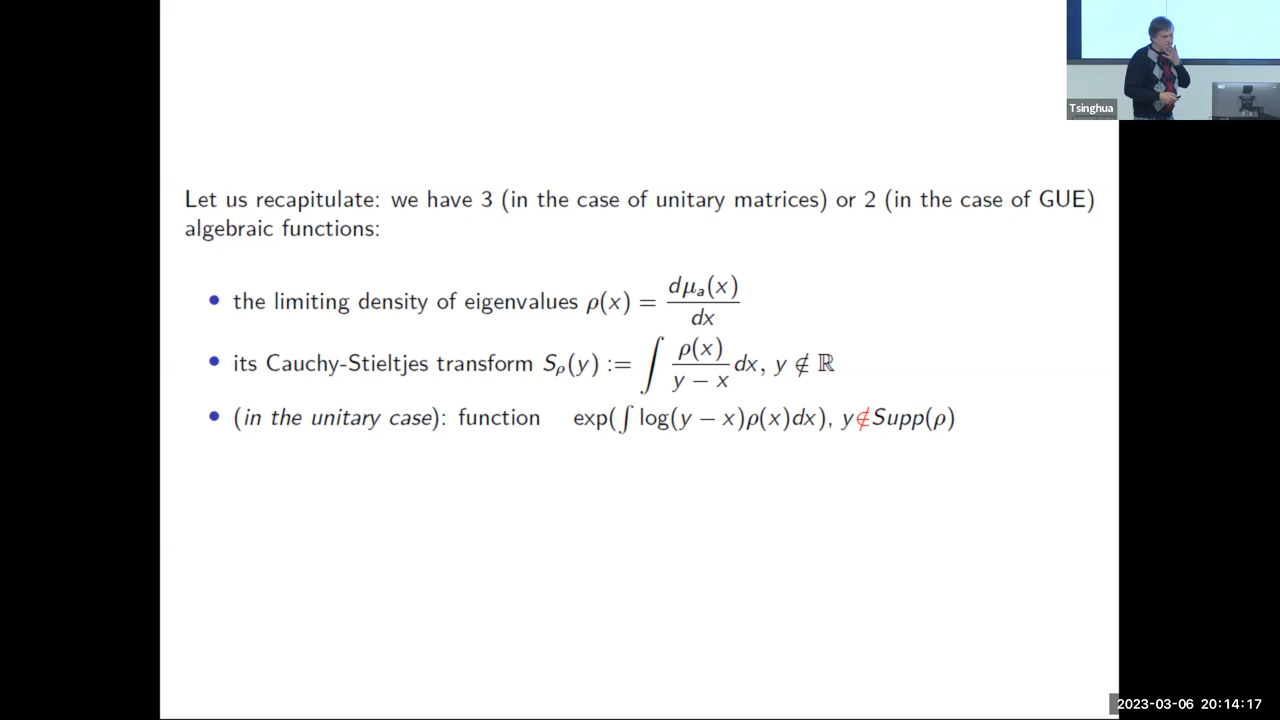 Tsinghua
Let us recapitulate: we have 3 (in the case of unitary matrices) or 2 (in the case of GUE)
algebraic functions:
• the limiting density of eigenvalues ρ(x) = dμₐ(x)/dx
• its Cauchy-Stieltjes transform Sρ(y) := ∫ ρ(x)/(y − x) dx, y ∉ ℝ
• (in the unitary case): function exp(∫ log(y − x)ρ(x)dx), y∉Supp(ρ)
2023-03-06 20:14:17